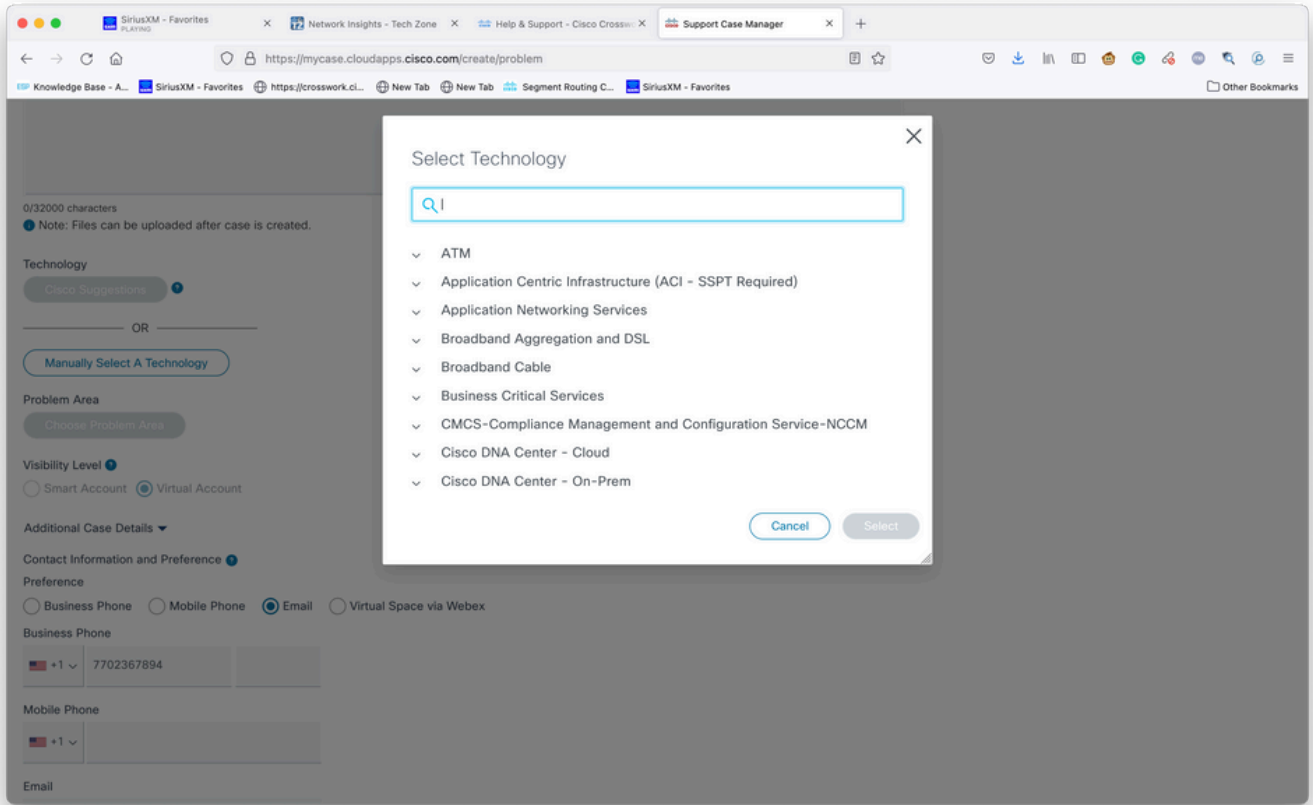 SiriusXM - Favorites
PLAYING
Network Insights - Tech Zone
Help & Support - Cisco Crossw
Support Case Manager
https://mycase.cloudapps.cisco.com/create/problem
Knowledge Base - A...
SiriusXM - Favorites
https://crosswork.ci...
New Tab
New Tab
Segment Routing C...
SiriusXM - Favorites
Other Bookmarks
Select Technology
ATM
Application Centric Infrastructure (ACI - SSPT Required)
Application Networking Services
Broadband Aggregation and DSL
Broadband Cable
Business Critical Services
CMCS-Compliance Management and Configuration Service-NCCM
Cisco DNA Center - Cloud
Cisco DNA Center - On-Prem
Cancel
Select
0/32000 characters
Note: Files can be uploaded after case is created.
Technology
Cisco Suggestions
OR
Manually Select A Technology
Problem Area
Choose Problem Area
Visibility Level
Smart Account
Virtual Account
Additional Case Details
Contact Information and Preference
Preference
Business Phone
Mobile Phone
Email
Virtual Space via Webex
Business Phone
+1
7702367894
Mobile Phone
+1
Email